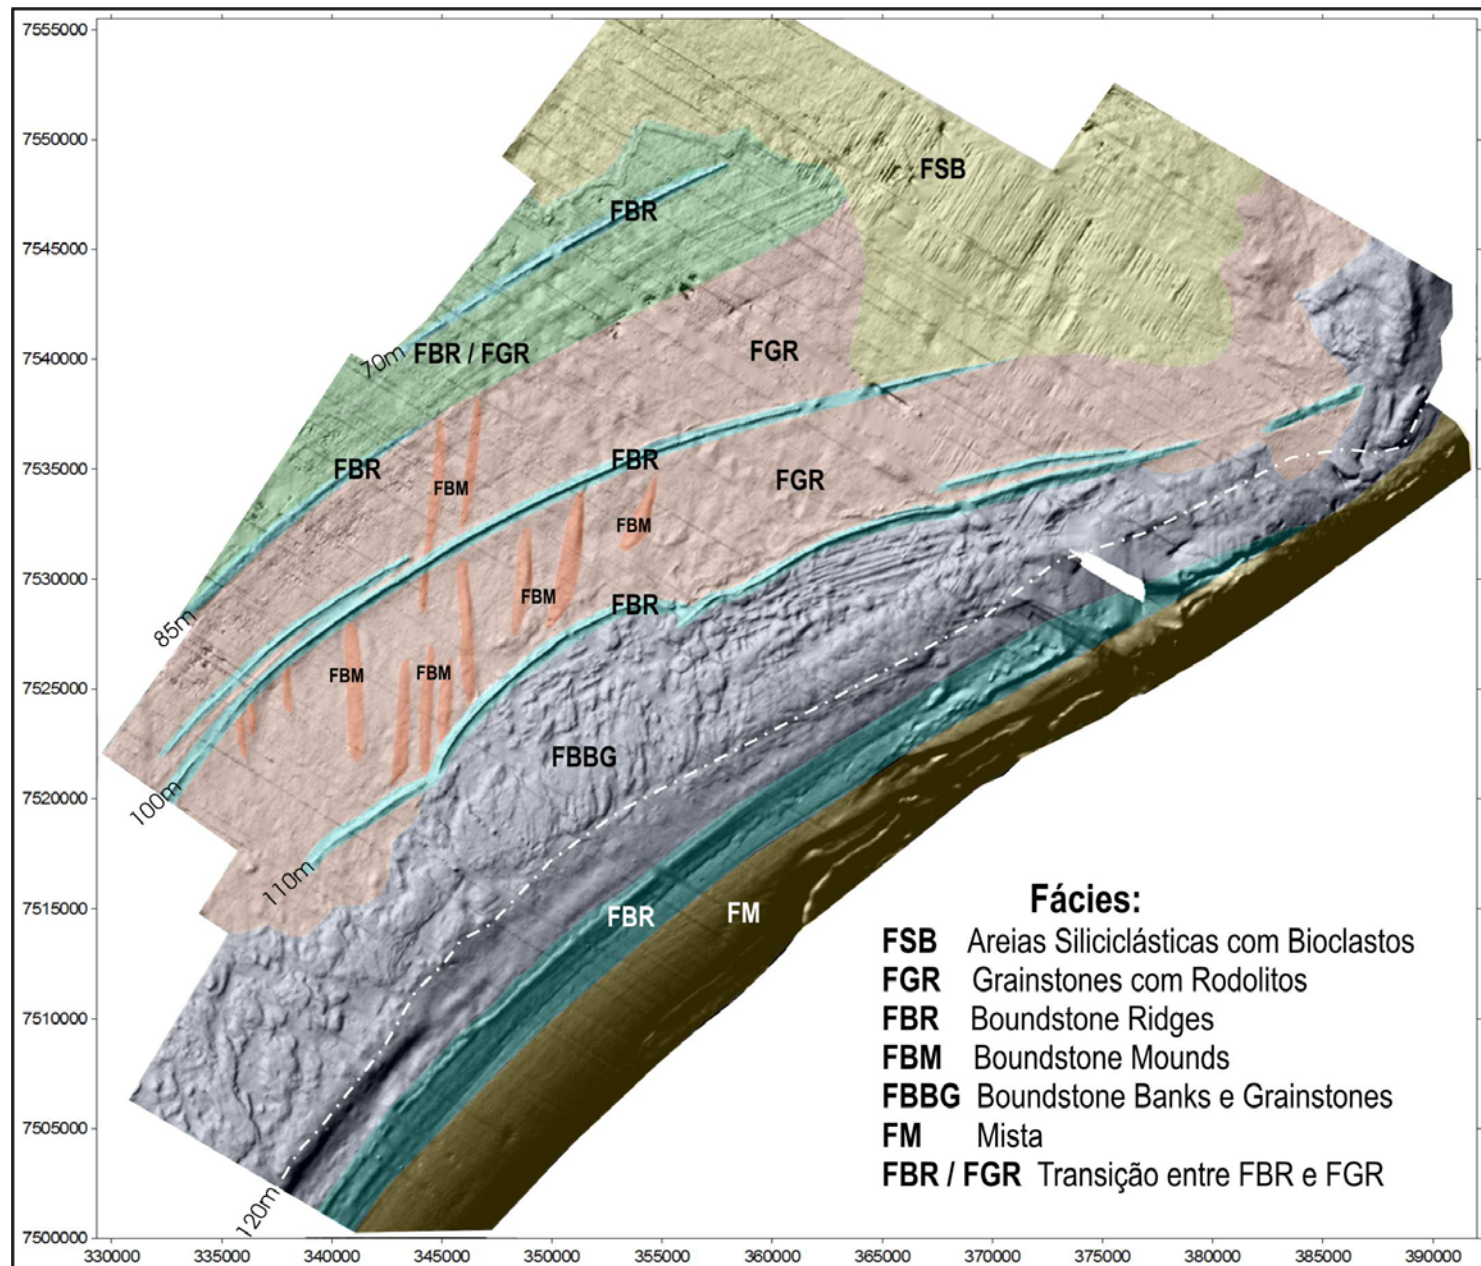 7555000
7550000
7545000
7540000
7535000
7530000
7525000
7520000
7515000
7510000
7505000
7500000
FSB
FBR
70m
FBR / FGR
FGR
FBR
FBR
FBM
FGR
FBM
FBM
FBR
85m
FBM
FBM
FBBG
100m
110m
FBR
FM
120m
Fácies:
FSB Areias Siliciclásticas com Bioclastos
FGR Grainstones com Rodolitos
FBR Boundstone Ridges
FBM Boundstone Mounds
FBBG Boundstone Banks e Grainstones
FM Mista
FBR / FGR Transição entre FBR e FGR
330000 335000 340000 345000 350000 355000 360000 365000 370000 375000 380000 385000 390000